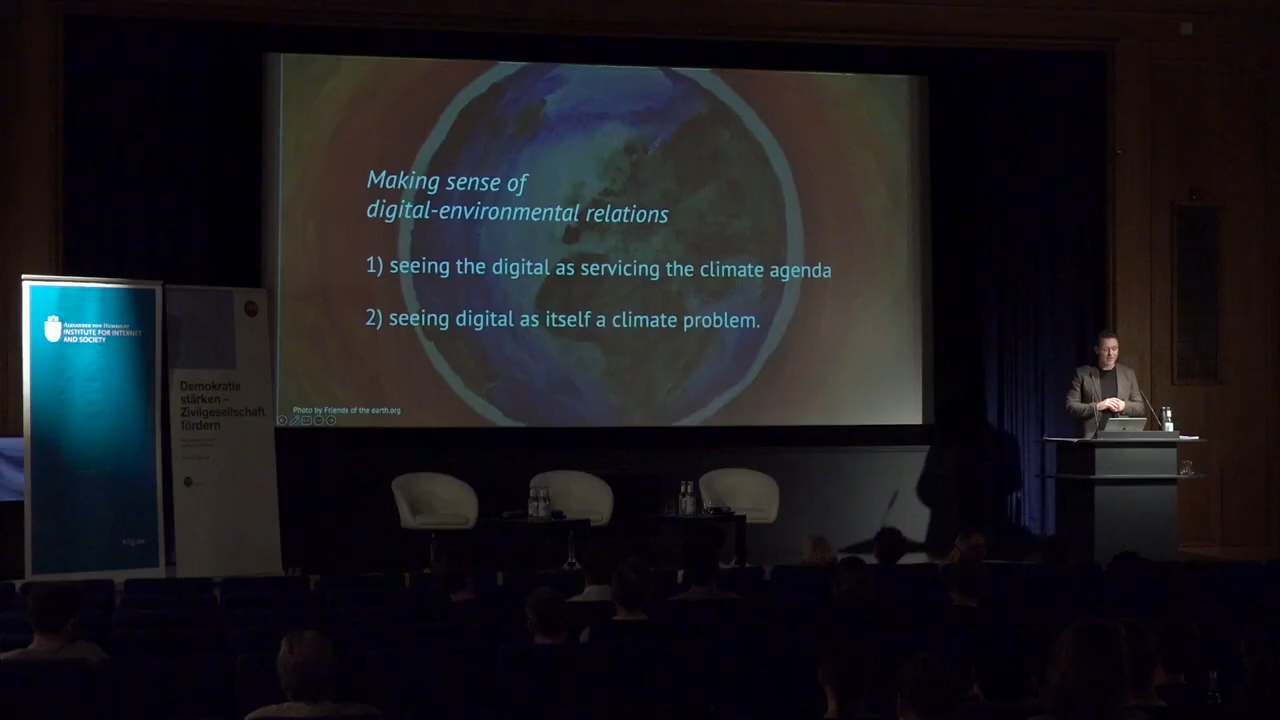 Making sense of
digital-environmental relations
1) seeing the digital as servicing the climate agenda
2) seeing digital as itself a climate problem.
Photo by Friends of the earth.org
ALEXANDER VON HUMBOLDT
INSTITUTE FOR INTERNET
AND SOCIETY
Demokratie
stärken –
Zivilgesellschaft
fördern